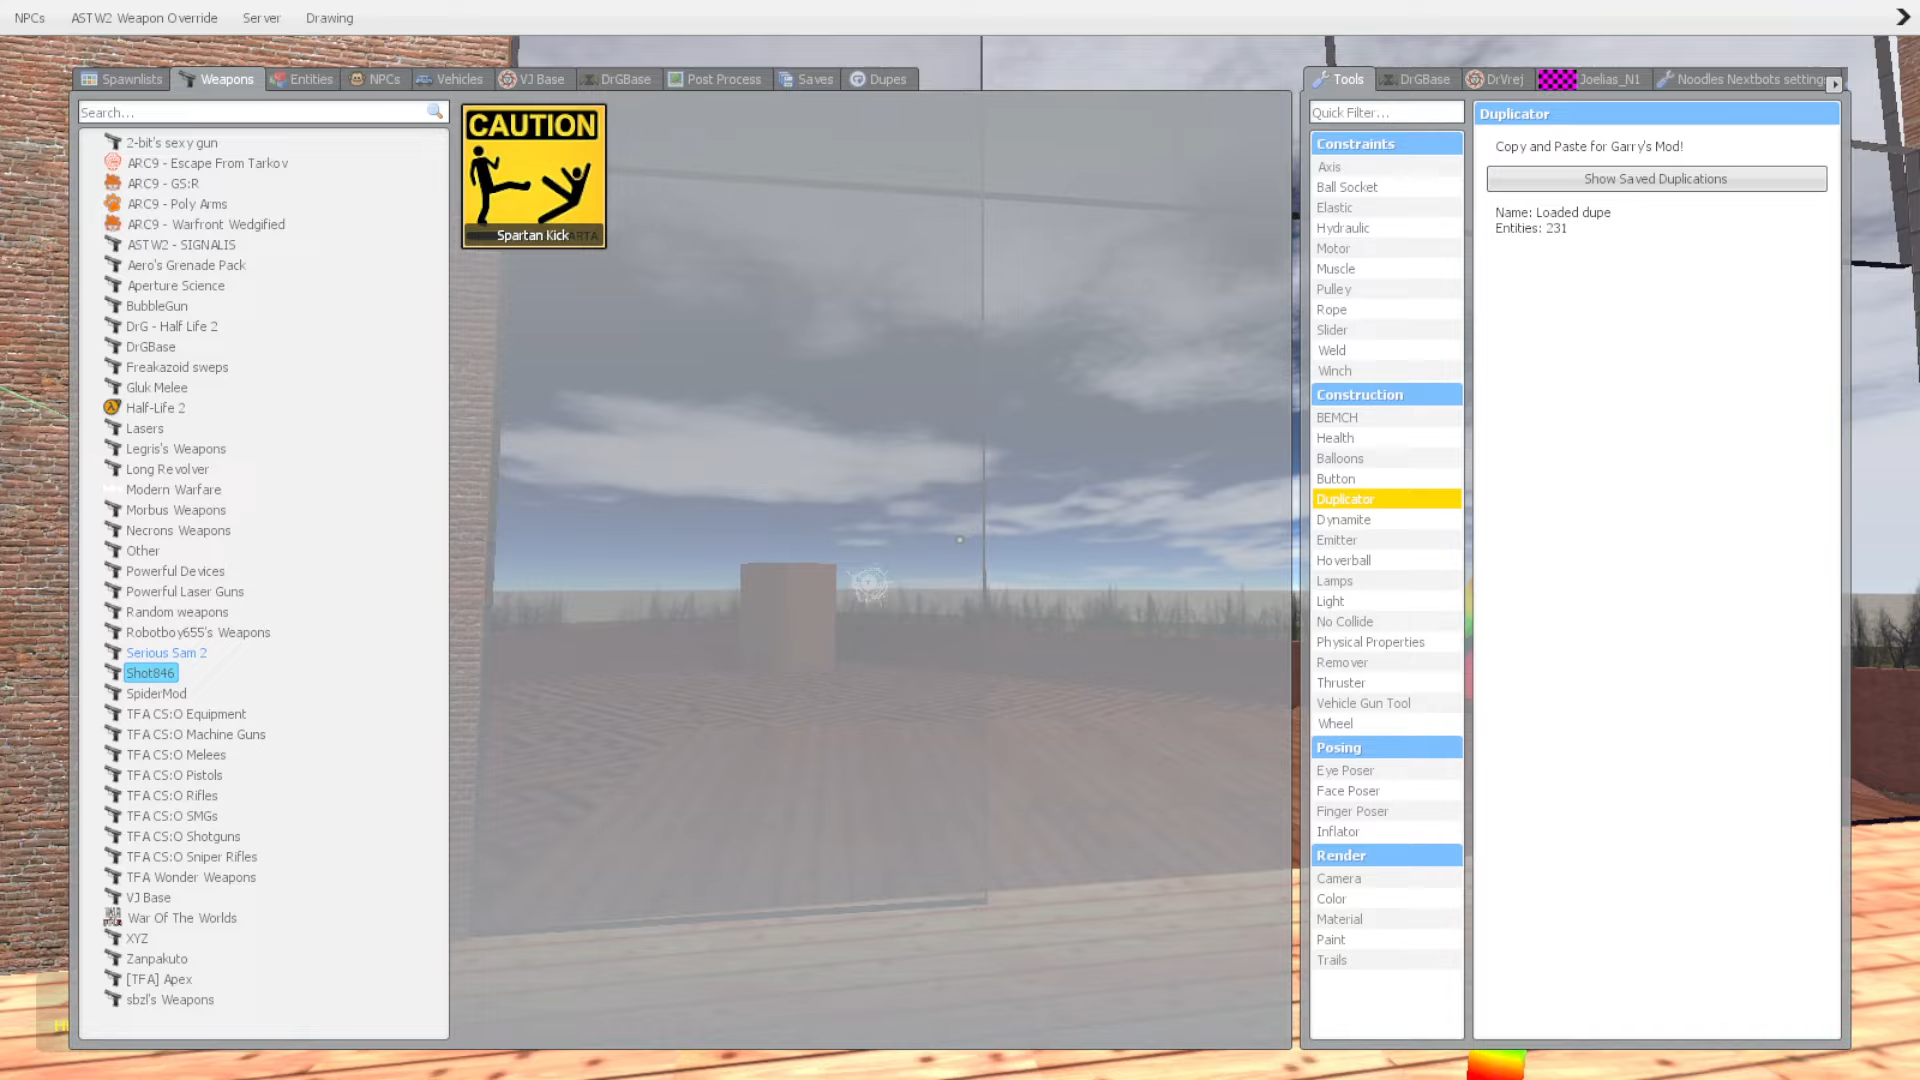 NPCs ASTW2 Weapon Override Server Drawing
Spawnlists Weapons Entities NPCs Vehicles VJ Base DrGBase Post Process Saves Dupes
Search...
2-bit's sexy gun
ARC9 - Escape From Tarkov
ARC9 - GS:R
ARC9 - Poly Arms
ARC9 - Warfront Wedgified
ASTW2 - SIGNALIS
Aero's Grenade Pack
Aperture Science
BubbleGun
DrG - Half Life 2
DrGBase
Freakazoid sweps
Gluk Melee
Half-Life 2
Lasers
Legris's Weapons
Long Revolver
Modern Warfare
Morbus Weapons
Necrons Weapons
Other
Powerful Devices
Powerful Laser Guns
Random weapons
Robotboy655's Weapons
Serious Sam 2
Shot846
SpiderMod
TFA CS:O Equipment
TFA CS:O Machine Guns
TFA CS:O Melees
TFA CS:O Pistols
TFA CS:O Rifles
TFA CS:O SMGs
TFA CS:O Shotguns
TFA CS:O Sniper Rifles
TFA Wonder Weapons
VJ Base
War Of The Worlds
XYZ
Zanpakuto
[TFA] Apex
sbzl's Weapons
CAUTION
Spartan Kick
Tools DrGBase DrVrej Joelias_N1 Noodles Nextbots setting
Quick Filter...
Constraints
Axis
Ball Socket
Elastic
Hydraulic
Motor
Muscle
Pulley
Rope
Slider
Weld
Winch
Construction
BEMCH
Health
Balloons
Button
Duplicator
Dynamite
Emitter
Hoverball
Lamps
Light
No Collide
Physical Properties
Remover
Thruster
Vehicle Gun Tool
Wheel
Posing
Eye Poser
Face Poser
Finger Poser
Inflator
Render
Camera
Color
Material
Paint
Trails
Duplicator
Copy and Paste for Garry's Mod!
Show Saved Duplications
Name: Loaded dupe
Entities: 231